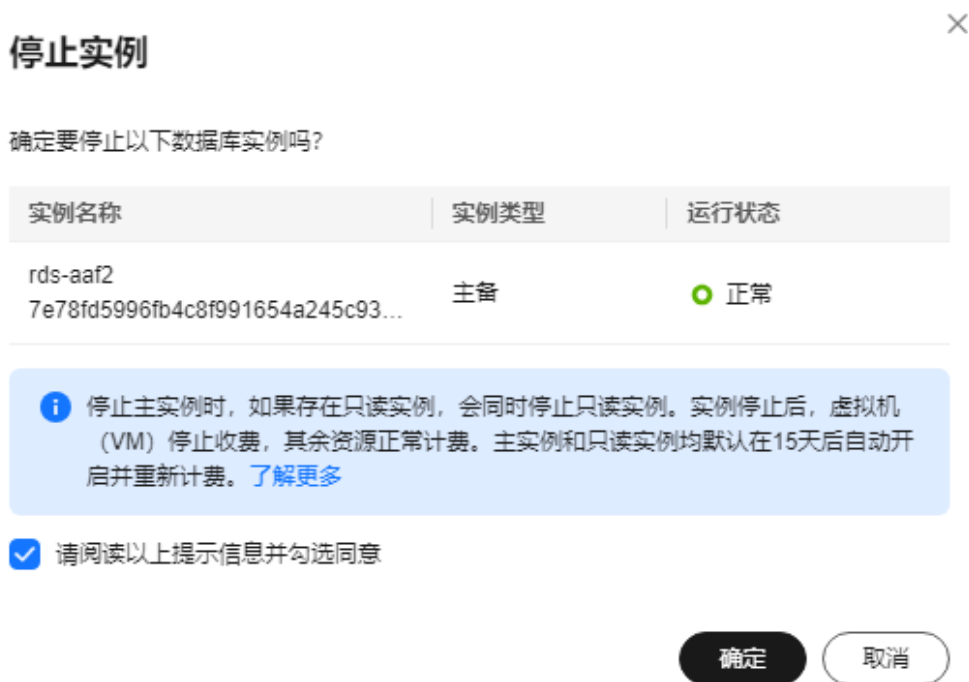 停止实例
确定要停止以下数据库实例吗?
实例名称 实例类型 运行状态
rds-aaf2
7e78fd5996fb4c8f991654a245c93...
主备
正常
停止主实例时，如果存在只读实例，会同时停止只读实例。实例停止后，虚拟机
（VM）停止收费，其余资源正常计费。主实例和只读实例均默认在15天后自动开
启并重新计费。了解更多
请阅读以上提示信息并勾选同意
确定 取消